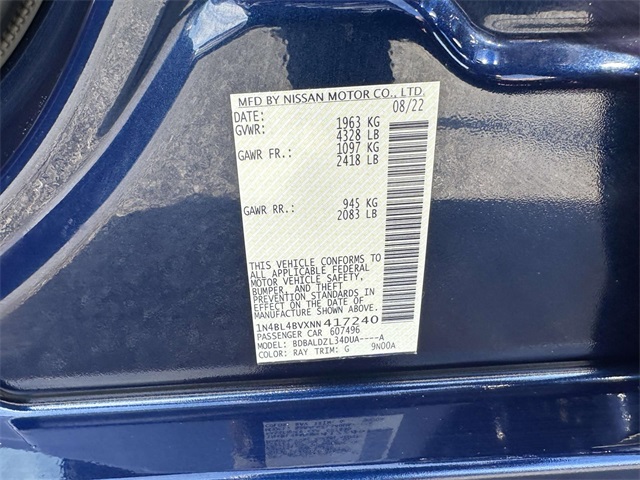 MFD BY NISSAN MOTOR CO., LTD.
DATE: 08/22
GVWR: 1963 KG
4328 LB
GAWR FR.: 1097 KG
2418 LB
GAWR RR.: 945 KG
2083 LB
THIS VEHICLE CONFORMS TO
ALL APPLICABLE FEDERAL
MOTOR VEHICLE SAFETY,
BUMPER, AND THEFT
PREVENTION STANDARDS IN
EFFECT ON THE DATE OF
MANUFACTURE SHOWN ABOVE.
1N4BL4BVXNN417240
PASSENGER CAR 607496
MODEL: BDBALDZL34DUA----A
COLOR: RAY TRIM: G 9N00A